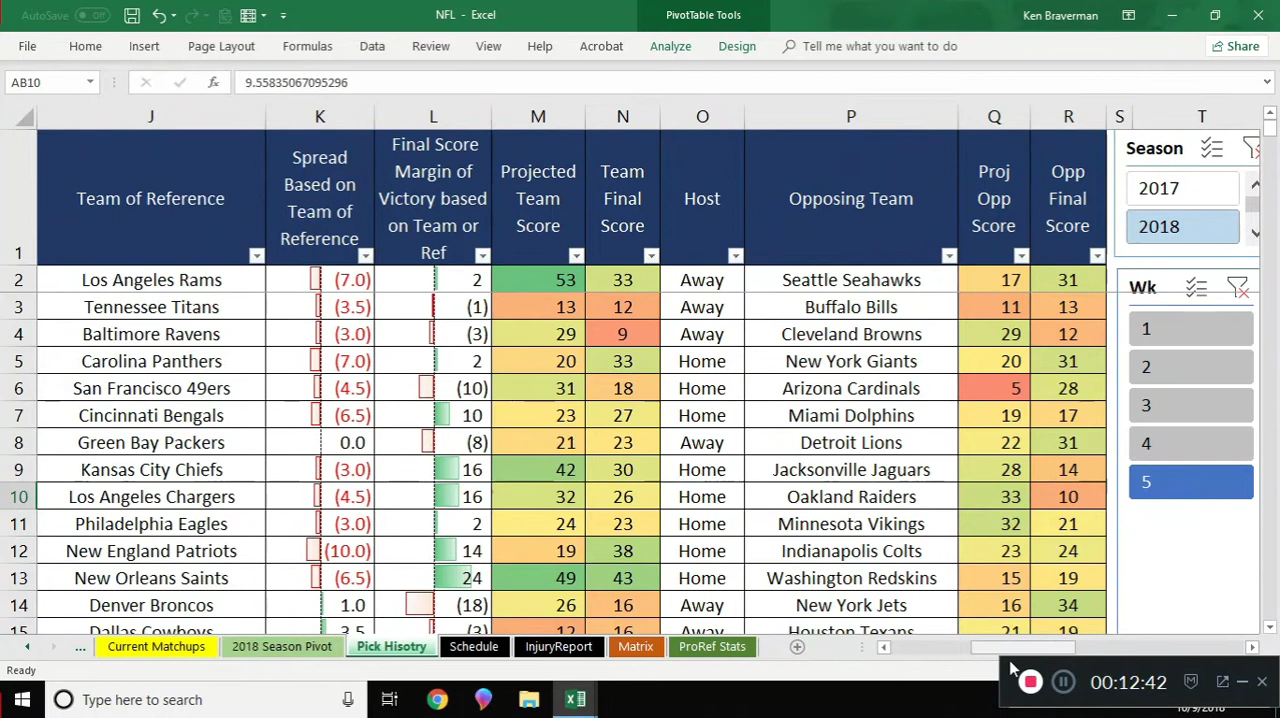 AutoSave Off NFL - Excel PivotTable Tools Ken Braverman
File Home Insert Page Layout Formulas Data Review View Help Acrobat Analyze Design Tell me what you want to do Share
AB10 fx 9.55835067095296
J K L M N O P Q R S T
1 Team of Reference Spread Based on Team of Reference Final Score Margin of Victory based on Team or Ref Projected Team Score Team Final Score Host Opposing Team Proj Opp Score Opp Final Score
2 Los Angeles Rams (7.0) 2 53 33 Away Seattle Seahawks 17 31
3 Tennessee Titans (3.5) (1) 13 12 Away Buffalo Bills 11 13
4 Baltimore Ravens (3.0) (3) 29 9 Away Cleveland Browns 29 12
5 Carolina Panthers (7.0) 2 20 33 Home New York Giants 20 31
6 San Francisco 49ers (4.5) (10) 31 18 Home Arizona Cardinals 5 28
7 Cincinnati Bengals (6.5) 10 23 27 Home Miami Dolphins 19 17
8 Green Bay Packers 0.0 (8) 21 23 Away Detroit Lions 22 31
9 Kansas City Chiefs (3.0) 16 42 30 Home Jacksonville Jaguars 28 14
10 Los Angeles Chargers (4.5) 16 32 26 Home Oakland Raiders 33 10
11 Philadelphia Eagles (3.0) 2 24 23 Home Minnesota Vikings 32 21
12 New England Patriots (10.0) 14 19 38 Home Indianapolis Colts 23 24
13 New Orleans Saints (6.5) 24 49 43 Home Washington Redskins 15 19
14 Denver Broncos 1.0 (18) 26 16 Away New York Jets 16 34
15 Dallas Cowboys 3.5 (3) 12 16 Away Houston Texans 21 19
Season
2017
2018
Wk
1
2
3
4
5
... Current Matchups 2018 Season Pivot Pick Hisotry Schedule InjuryReport Matrix ProRef Stats
Ready
00:12:42
Type here to search
10/9/2018